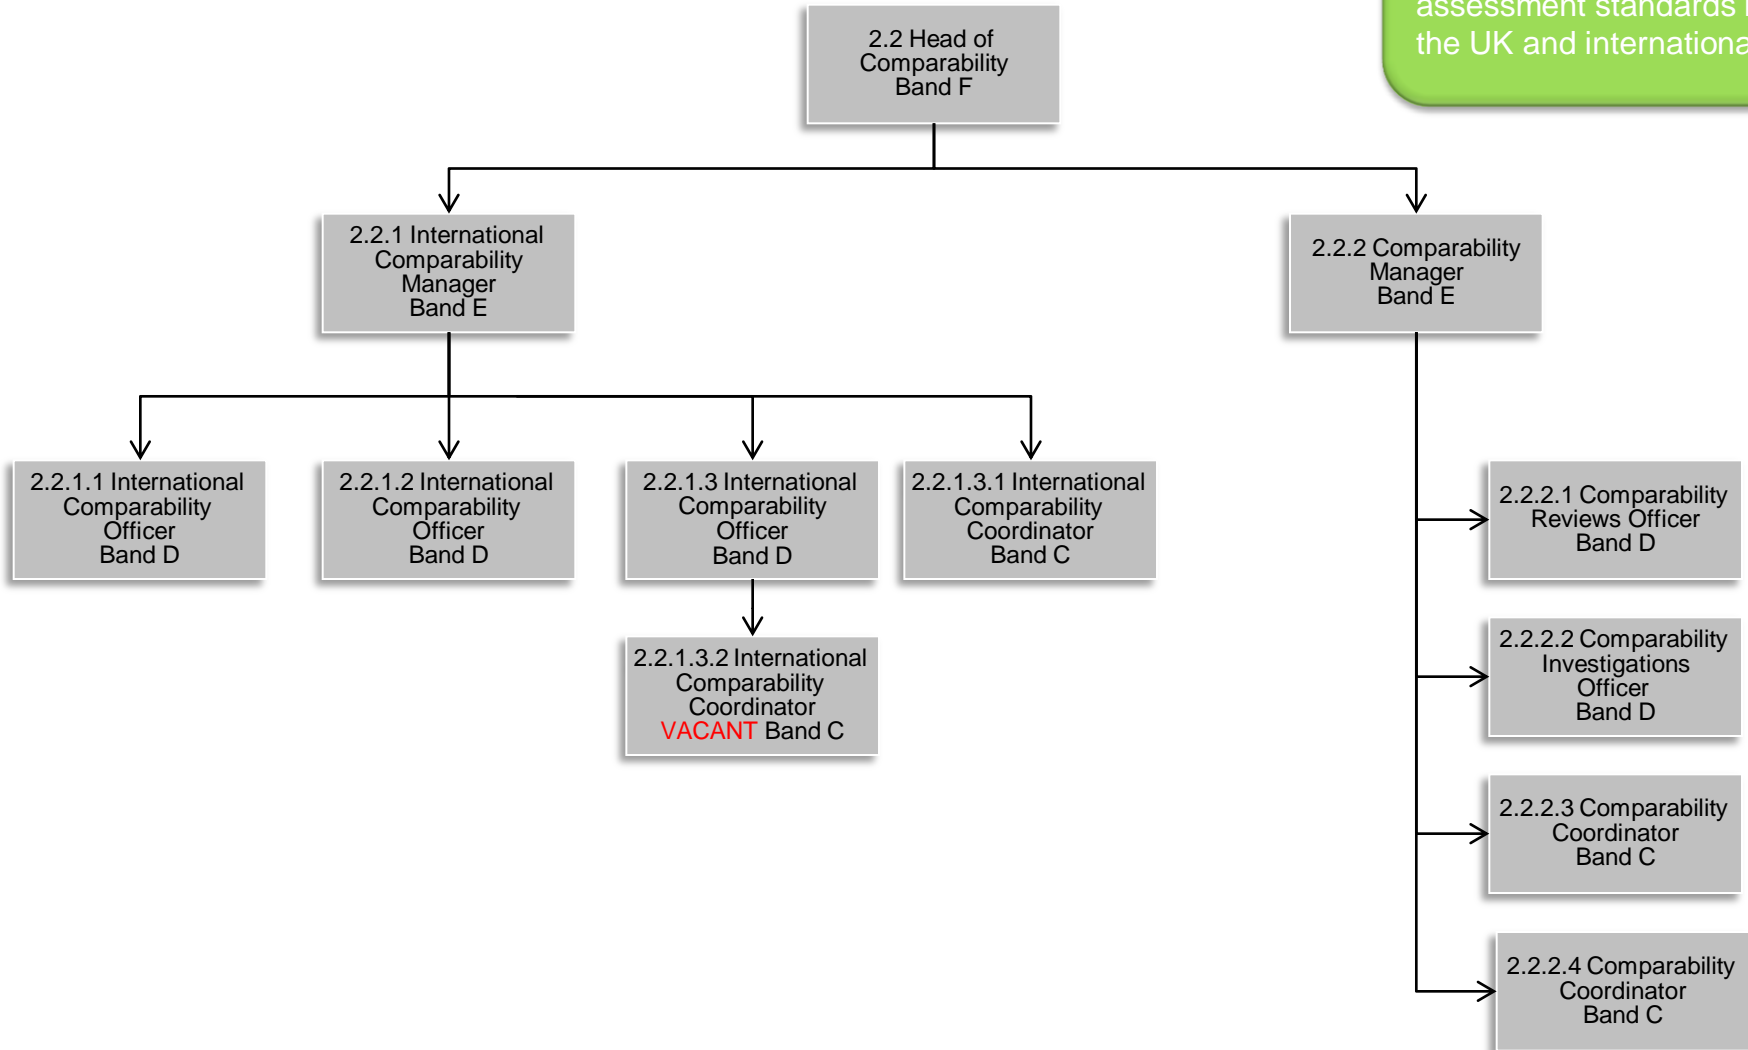 assessment standards
the UK and internationa
2.2 Head of
Comparability
Band F
2.2.1 International
Comparability
Manager
Band E
2.2.2 Comparability
Manager
Band E
2.2.1.1 International
Comparability
Officer
Band D
2.2.1.2 International
Comparability
Officer
Band D
2.2.1.3 International
Comparability
Officer
Band D
2.2.1.3.1 International
Comparability
Coordinator
Band C
2.2.1.3.2 International
Comparability
Coordinator
VACANT Band C
2.2.2.1 Comparability
Reviews Officer
Band D
2.2.2.2 Comparability
Investigations
Officer
Band D
2.2.2.3 Comparability
Coordinator
Band C
2.2.2.4 Comparability
Coordinator
Band C